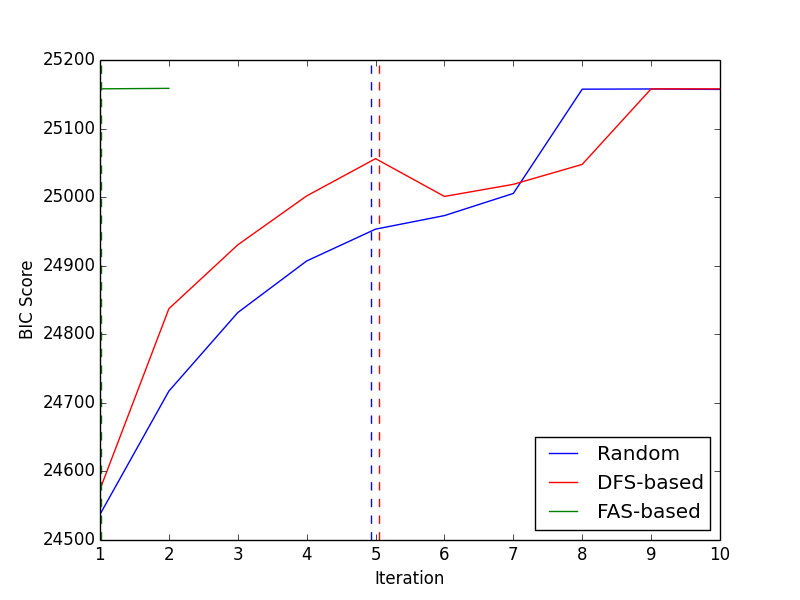 25200
25100
25000
24900
24800
24700
24600
24500
BIC Score
1 2 3 4 5 6 7 8 9 10
Iteration
Random
DFS-based
FAS-based